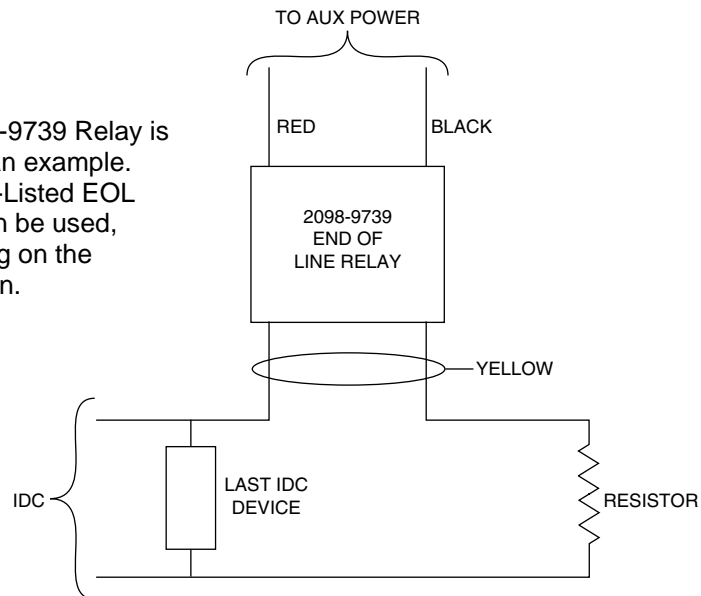 TO AUX POWER
-9739 Relay is
an example.
-Listed EOL
n be used,
g on the
n.
RED
BLACK
2098-9739
END OF
LINE RELAY
YELLOW
IDC
LAST IDC
DEVICE
RESISTOR